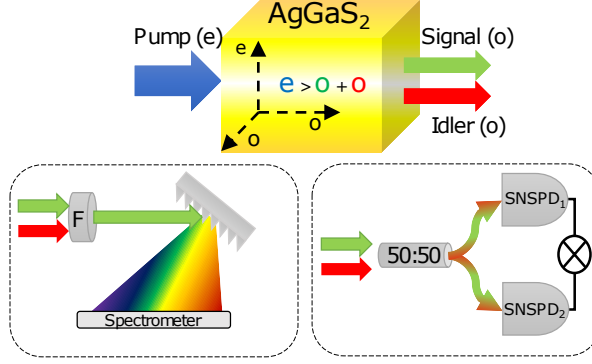 AgGaS₂
Pump (e)
Signal (o)
e
e > o + o
o
o
Idler (o)
F
Spectrometer
50:50
SNSPD₁
SNSPD₂